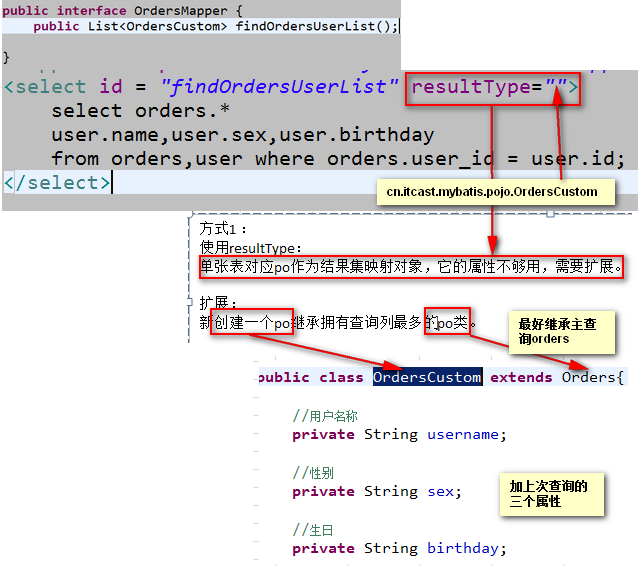 public interface OrdersMapper {
public List<OrdersCustom> findOrdersUserList();
}
<select id = "findOrdersUserList" resultType="">
select orders.*
user.name,user.sex,user.birthday
from orders,user where orders.user_id = user.id;
</select>
cn.itcast.mybatis.pojo.OrdersCustom
方式1：
使用resultType：
单张表对应po作为结果集映射对象，它的属性不够用，需要扩展。
扩展：
新创建一个po继承拥有查询列最多的po类。
最好继承主查
询orders
public class OrdersCustom extends Orders{
//用户名称
private String username;
//性别
private String sex;
加上次查询的
三个属性
//生日
private String birthday;